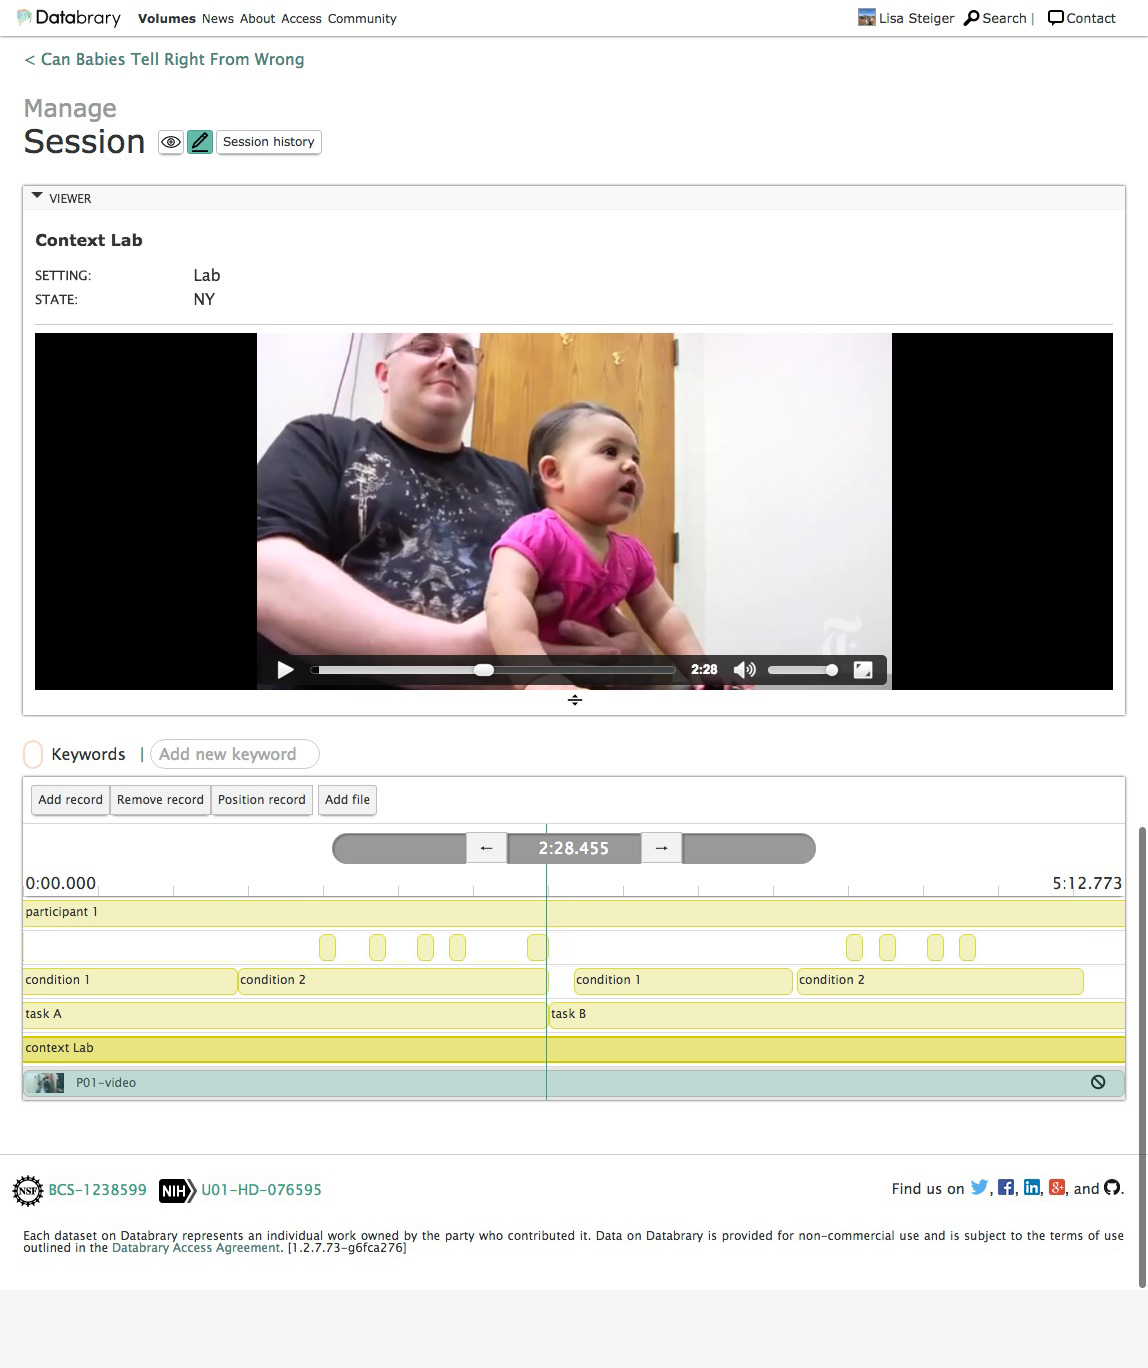 Databrary Volumes News About Access Community Lisa Steiger Search | Contact
< Can Babies Tell Right From Wrong
Manage
Session Session history
VIEWER
Context Lab
SETTING: Lab
STATE: NY
T
2:28
Keywords | Add new keyword
Add record Remove record Position record Add file
← 2:28.455 →
0:00.000 5:12.773
participant 1
condition 1 condition 2 condition 1 condition 2
task A task B
context Lab
P01-video
NSF BCS-1238599 NIH U01-HD-076595
Find us on , f, in, g+, and .
Each dataset on Databrary represents an individual work owned by the party who contributed it. Data on Databrary is provided for non-commercial use and is subject to the terms of use
outlined in the Databrary Access Agreement. [1.2.7.73-g6fca276]